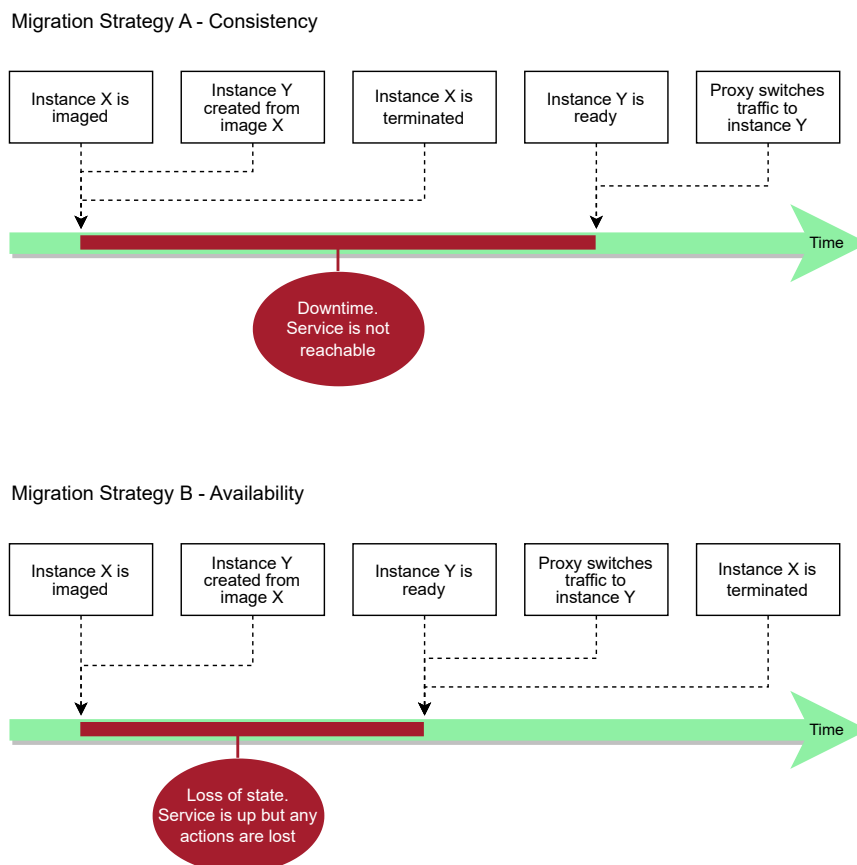 Migration Strategy A - Consistency
Instance X is
imaged
Instance Y
created from
image X
Instance X is
terminated
Instance Y is
ready
Proxy switches
traffic to
instance Y
Time
Downtime.
Service is not
reachable
Migration Strategy B - Availability
Instance X is
imaged
Instance Y
created from
image X
Instance Y is
ready
Proxy switches
traffic to
instance Y
Instance X is
terminated
Time
Loss of state.
Service is up but any
actions are lost